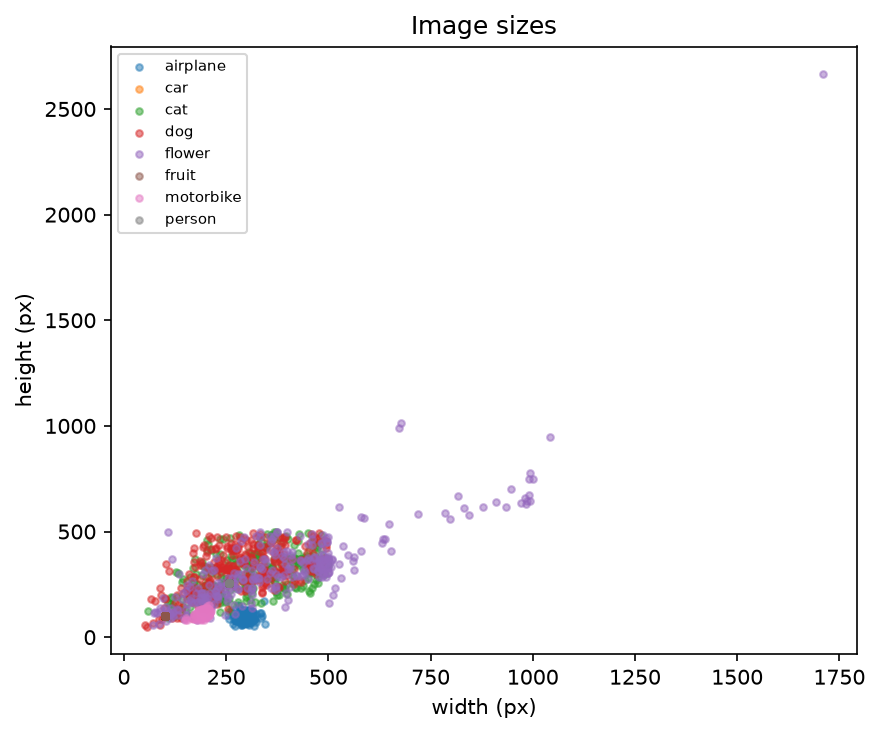 Image sizes
airplane
car
cat
dog
flower
fruit
motorbike
person
height (px)
2500
2000
1500
1000
500
0
0 250 500 750 1000 1250 1500 1750
width (px)